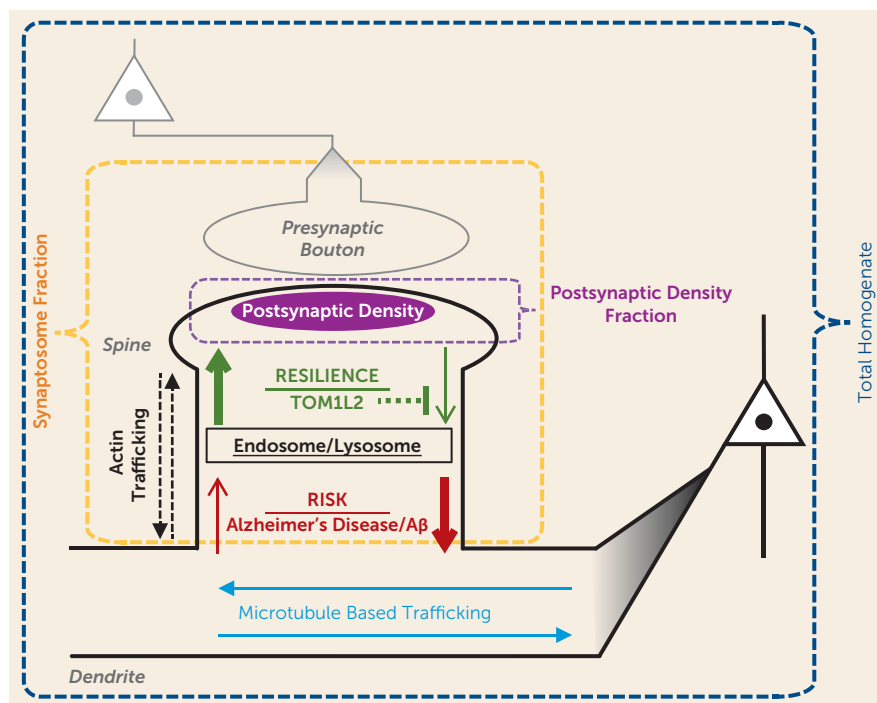 Presynaptic
Bouton
Postsynaptic Density
Postsynaptic Density
Fraction
Synaptosome Fraction
Total Homogenate
Spine
RESILIENCE
TOM1L2
Actin
Trafficking
Endosome/Lysosome
RISK
Alzheimer's Disease/Aβ
Microtubule Based Trafficking
Dendrite